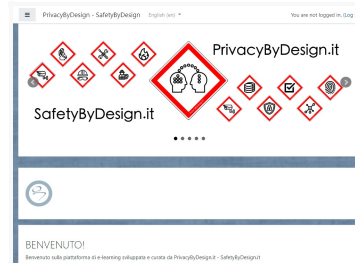 PrivacyByDesign - SafetyByDesign English (en) You are not logged in. (Log
PrivacyByDesign.it
SafetyByDesign.it
BENVENUTO!
Benvenuto sulla piattaforma di e-learning sviluppata e curata da PrivacyByDesign.it - SafetyByDesign.it